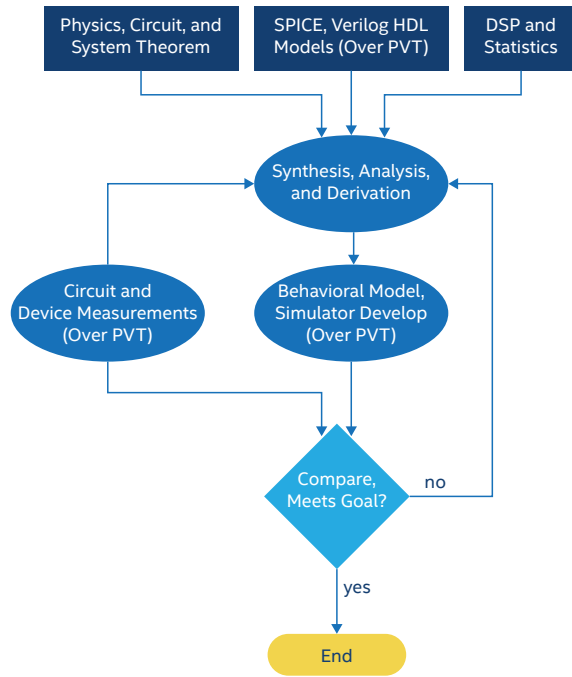 Physics, Circuit, and
System Theorem
SPICE, Verilog HDL
Models (Over PVT)
DSP and
Statistics
Synthesis, Analysis,
and Derivation
Circuit and
Device Measurements
(Over PVT)
Behavioral Model,
Simulator Develop
(Over PVT)
Compare,
Meets Goal?
no
yes
End